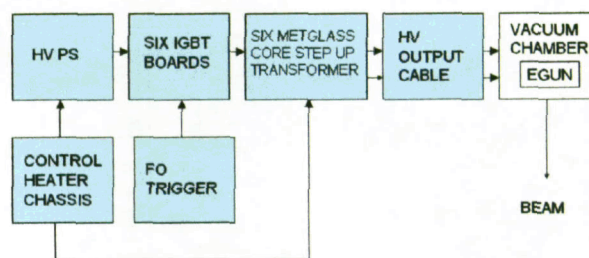 HV PS
SIX IGBT
BOARDS
SIX METGLASS
CORE STEP UP
TRANSFORMER
HV
OUTPUT
CABLE
VACUUM
CHAMBER
EGUN
CONTROL
HEATER
CHASSIS
FO
TRIGGER
BEAM